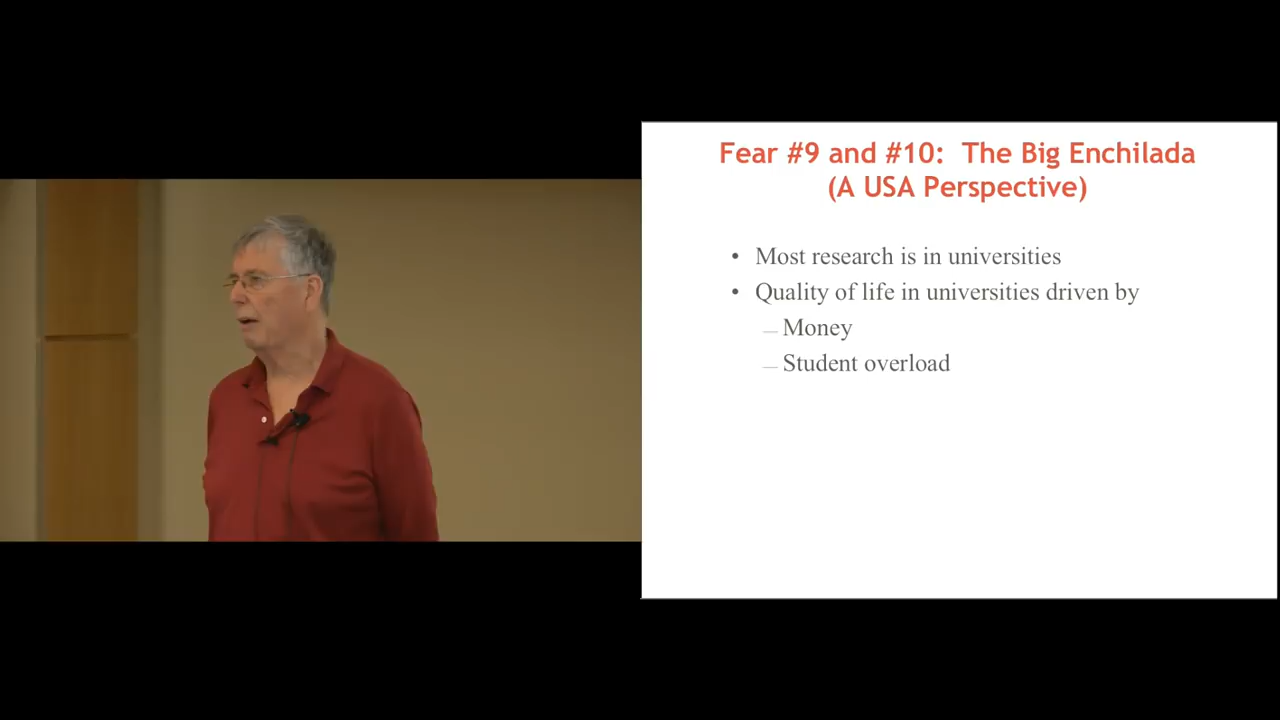 Fear #9 and #10: The Big Enchilada
(A USA Perspective)
• Most research is in universities
• Quality of life in universities driven by
— Money
— Student overload